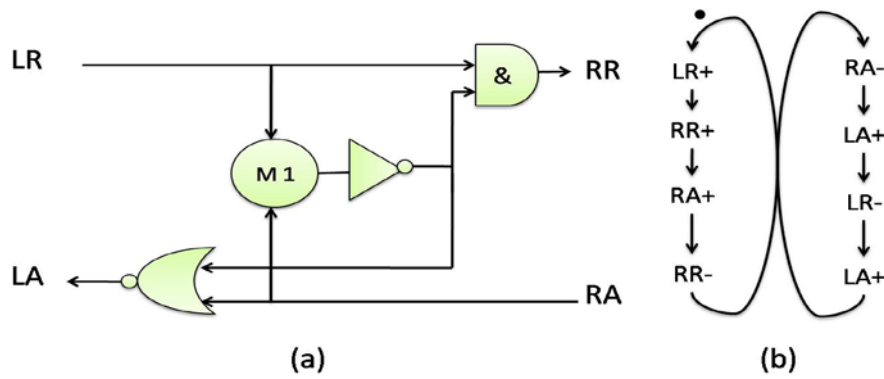 LR
&
RR
M 1
LA
RA
(a)
LR+
RR+
RA+
RR-
RA-
LA+
LR-
LA+
(b)